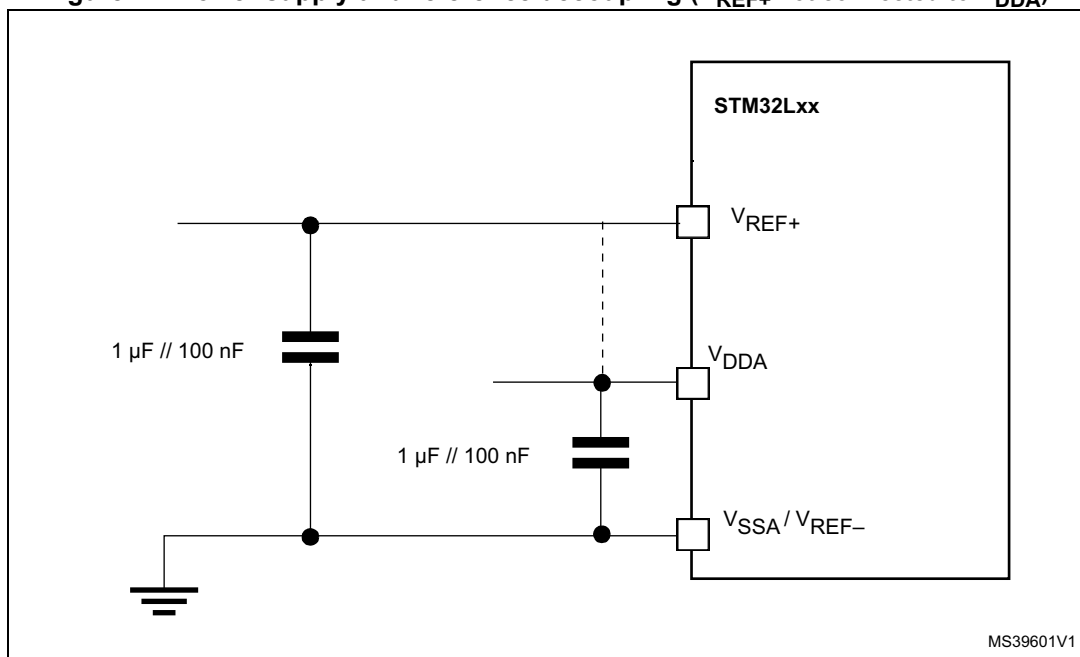 STM32Lxx
VREF+
1 µF // 100 nF
VDDA
1 µF // 100 nF
VSSA / VREF–
MS39601V1